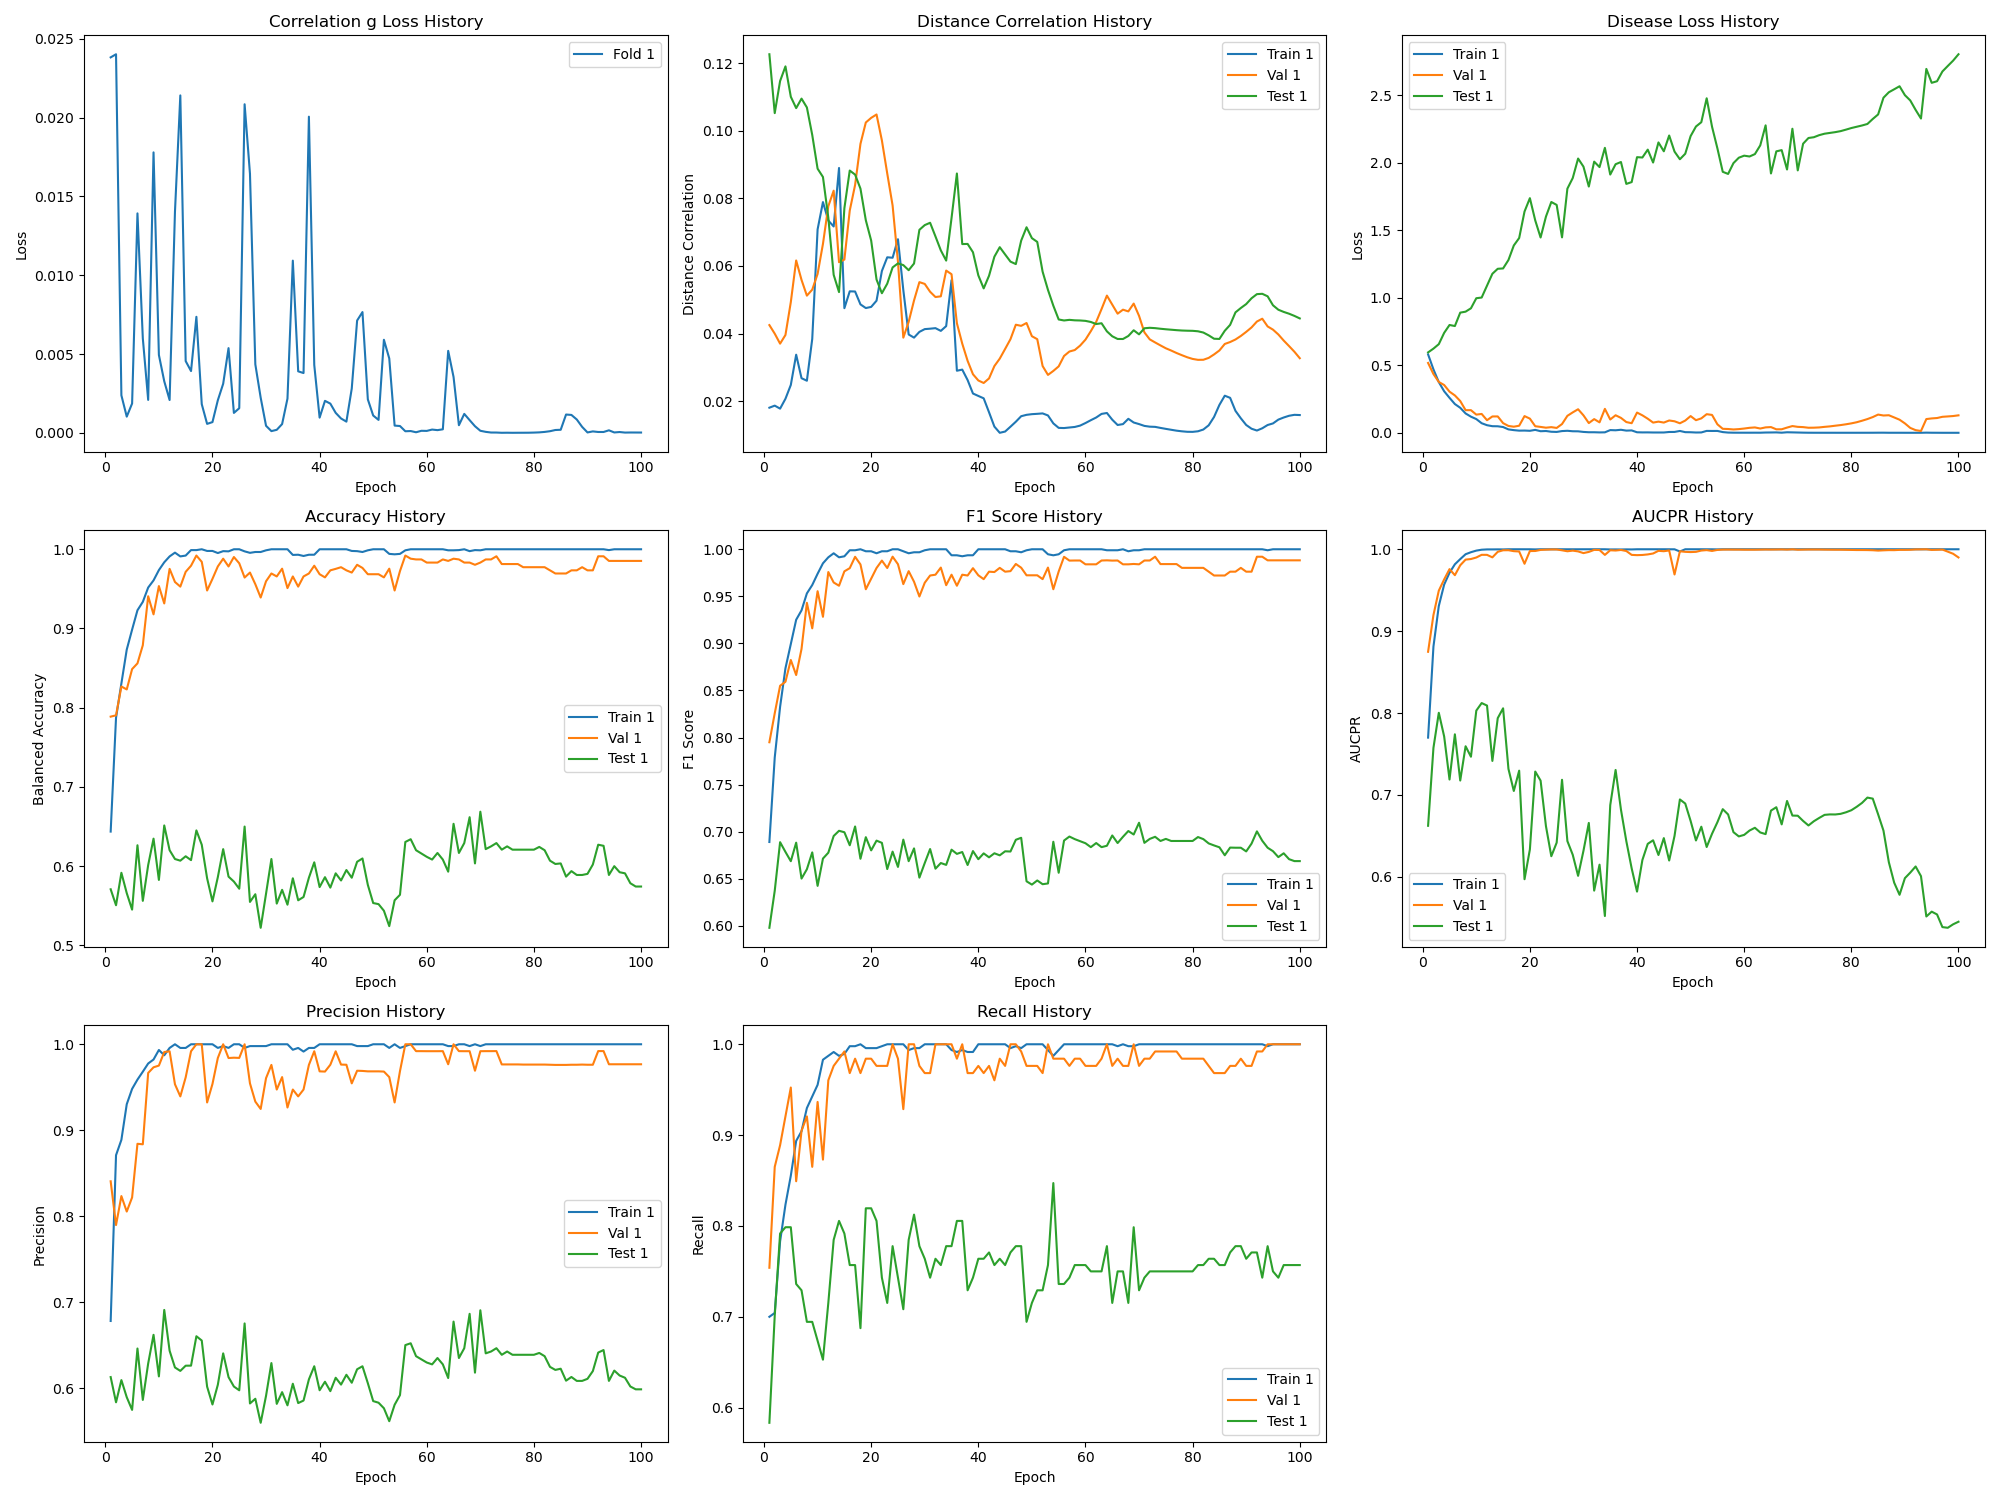 Correlation g Loss History
Loss
0.025
0.020
0.015
0.010
0.005
0.000
0 20 40 60 80 100
Epoch
Fold 1
Distance Correlation History
Distance Correlation
0.12
0.10
0.08
0.06
0.04
0.02
0 20 40 60 80 100
Epoch
Train 1
Val 1
Test 1
Disease Loss History
Loss
2.5
2.0
1.5
1.0
0.5
0.0
0 20 40 60 80 100
Epoch
Train 1
Val 1
Test 1
Accuracy History
Balanced Accuracy
1.0
0.9
0.8
0.7
0.6
0.5
0 20 40 60 80 100
Epoch
Train 1
Val 1
Test 1
F1 Score History
F1 Score
1.00
0.95
0.90
0.85
0.80
0.75
0.70
0.65
0.60
0 20 40 60 80 100
Epoch
Train 1
Val 1
Test 1
AUCPR History
AUCPR
1.0
0.9
0.8
0.7
0.6
0 20 40 60 80 100
Epoch
Train 1
Val 1
Test 1
Precision History
Precision
1.0
0.9
0.8
0.7
0.6
0 20 40 60 80 100
Epoch
Train 1
Val 1
Test 1
Recall History
Recall
1.0
0.9
0.8
0.7
0.6
0 20 40 60 80 100
Epoch
Train 1
Val 1
Test 1